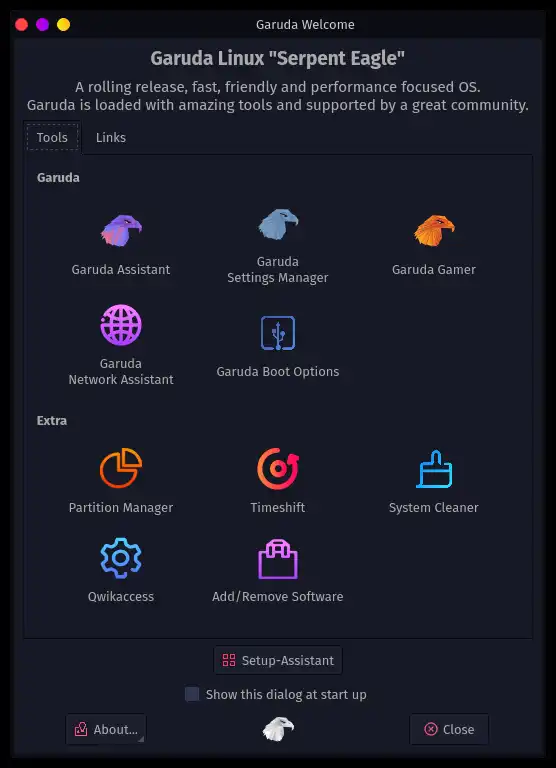 Garuda Welcome
Garuda Linux "Serpent Eagle"
A rolling release, fast, friendly and performance focused OS.
Garuda is loaded with amazing tools and supported by a great community.
Tools
Links
Garuda
Garuda Assistant
Garuda
Settings Manager
Garuda Gamer
Garuda
Network Assistant
Garuda Boot Options
Extra
Partition Manager
Timeshift
System Cleaner
Qwikaccess
Add/Remove Software
Setup-Assistant
Show this dialog at start up
About...
Close